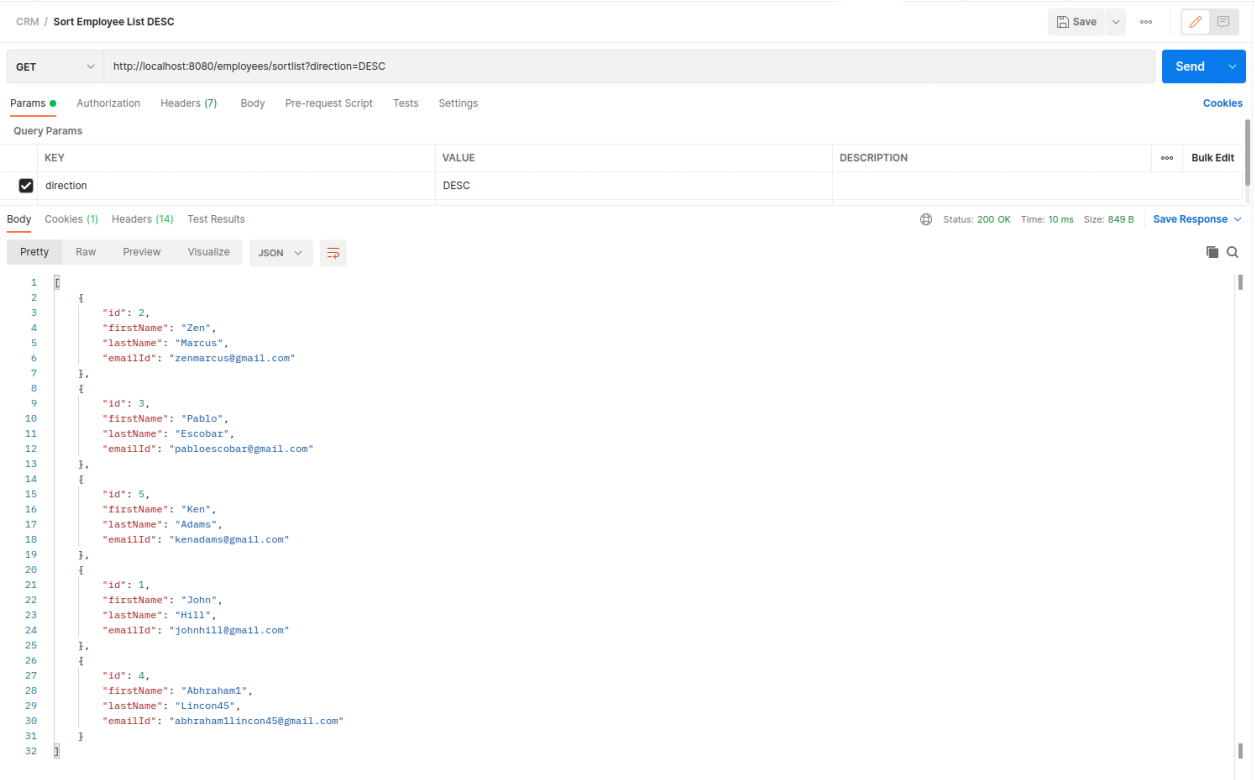 CRM / Sort Employee List DESC
Save
GET http://localhost:8080/employees/sortlist?direction=DESC Send
Params Authorization Headers (7) Body Pre-request Script Tests Settings Cookies
Query Params
KEY VALUE DESCRIPTION Bulk Edit
direction DESC
Body Cookies (1) Headers (14) Test Results Status: 200 OK Time: 10 ms Size: 849 B Save Response
Pretty Raw Preview Visualize JSON
1 [
2 {
3 "id": 2,
4 "firstName": "Zen",
5 "lastName": "Marcus",
6 "emailId": "zenmarcus@gmail.com"
7 },
8 {
9 "id": 3,
10 "firstName": "Pablo",
11 "lastName": "Escobar",
12 "emailId": "pabloescobar@gmail.com"
13 },
14 {
15 "id": 5,
16 "firstName": "Ken",
17 "lastName": "Adams",
18 "emailId": "kenadams@gmail.com"
19 },
20 {
21 "id": 1,
22 "firstName": "John",
23 "lastName": "Hill",
24 "emailId": "johnhill@gmail.com"
25 },
26 {
27 "id": 4,
28 "firstName": "Abhraham1",
29 "lastName": "Lincon45",
30 "emailId": "abhraham1lincon45@gmail.com"
31 }
32 ]